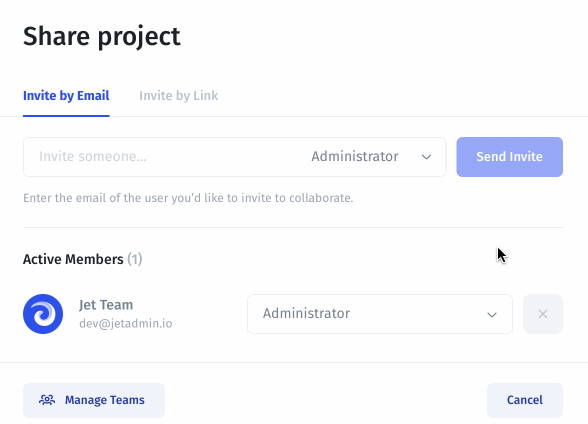 Share project
Invite by Email
Invite by Link
Invite someone...
Administrator
Send Invite
Enter the email of the user you'd like to invite to collaborate.
Active Members (1)
Jet Team
dev@jetadmin.io
Administrator
Manage Teams
Cancel